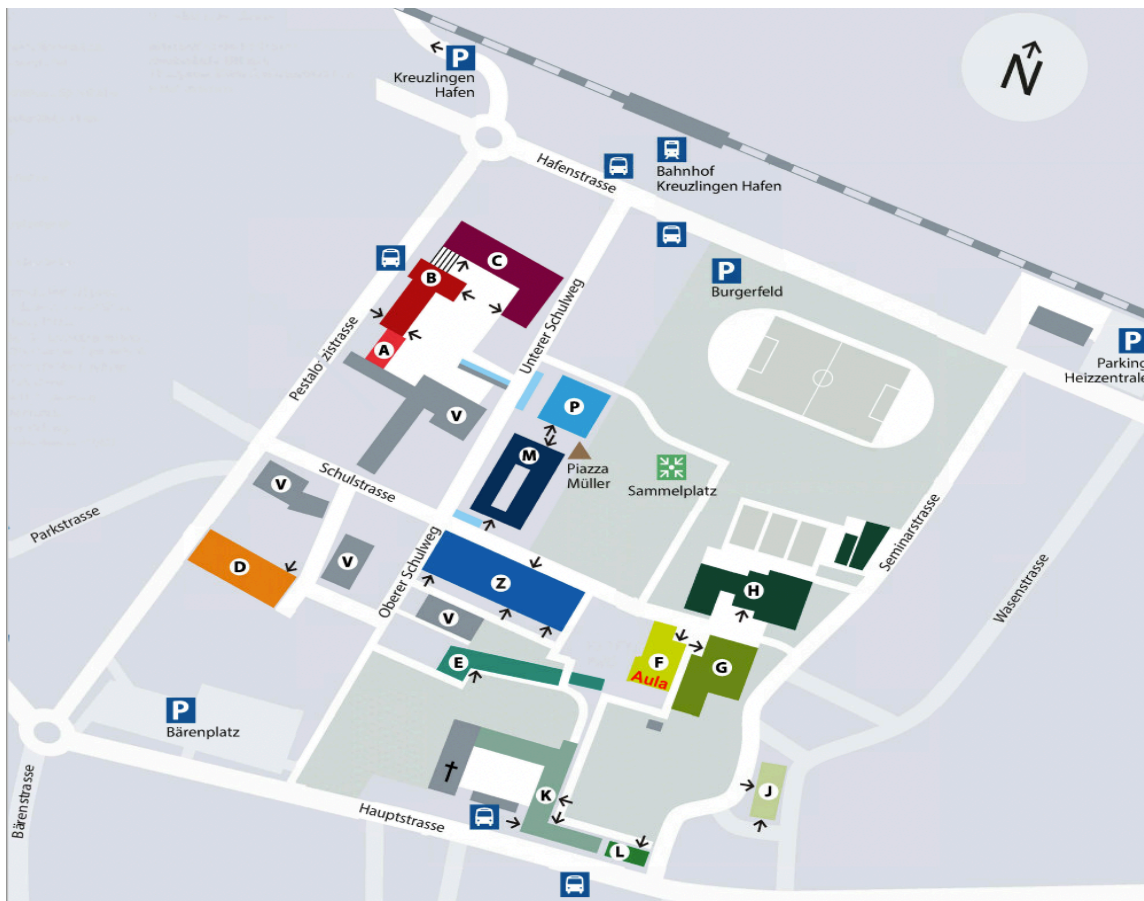 P
Kreuzlingen
Hafen
N
Hafenstrasse
Bahnhof
Kreuzlingen Hafen
C
B
P
Burgerfeld
A
Pestalozzistrasse
Unterer Schulweg
P
Parking
Heizzentrale
V
P
M
Piazza
Müller
Sammelplatz
Schulstrasse
V
Parkstrasse
D
V
Oberer Schulweg
Z
V
E
H
Seminarstrasse
Wasenstrasse
F
Aula
G
P
Bärenplatz
Bärenstrasse
Hauptstrasse
K
J
L